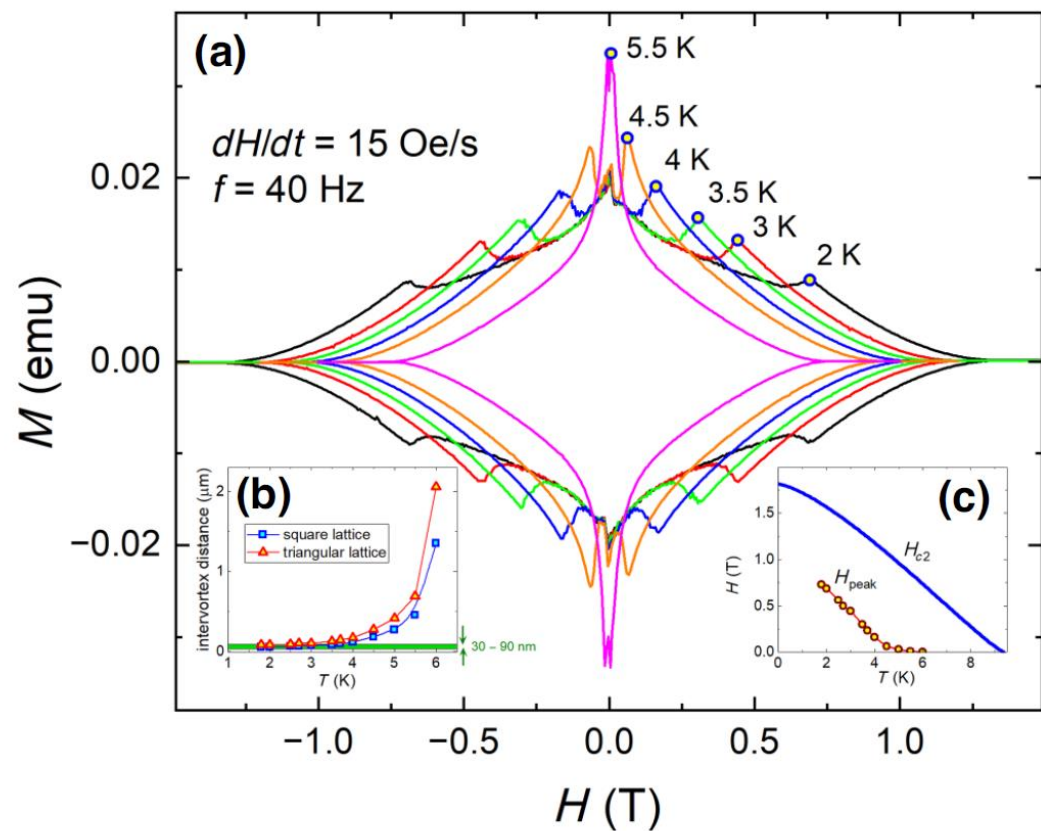 (a)
dH/dt = 15 Oe/s
f = 40 Hz
5.5 K
4.5 K
4 K
3.5 K
3 K
2 K
0.02
0.00
−0.02
M (emu)
−1.0
−0.5
0.0
0.5
1.0
H (T)
(b)
square lattice
triangular lattice
intervortex distance (μm)
2
1
0
1
2
3
4
5
6
T (K)
30 – 90 nm
(c)
Hc2
Hpeak
H (T)
1.5
1.0
0.5
0.0
0
2
4
6
8
T (K)